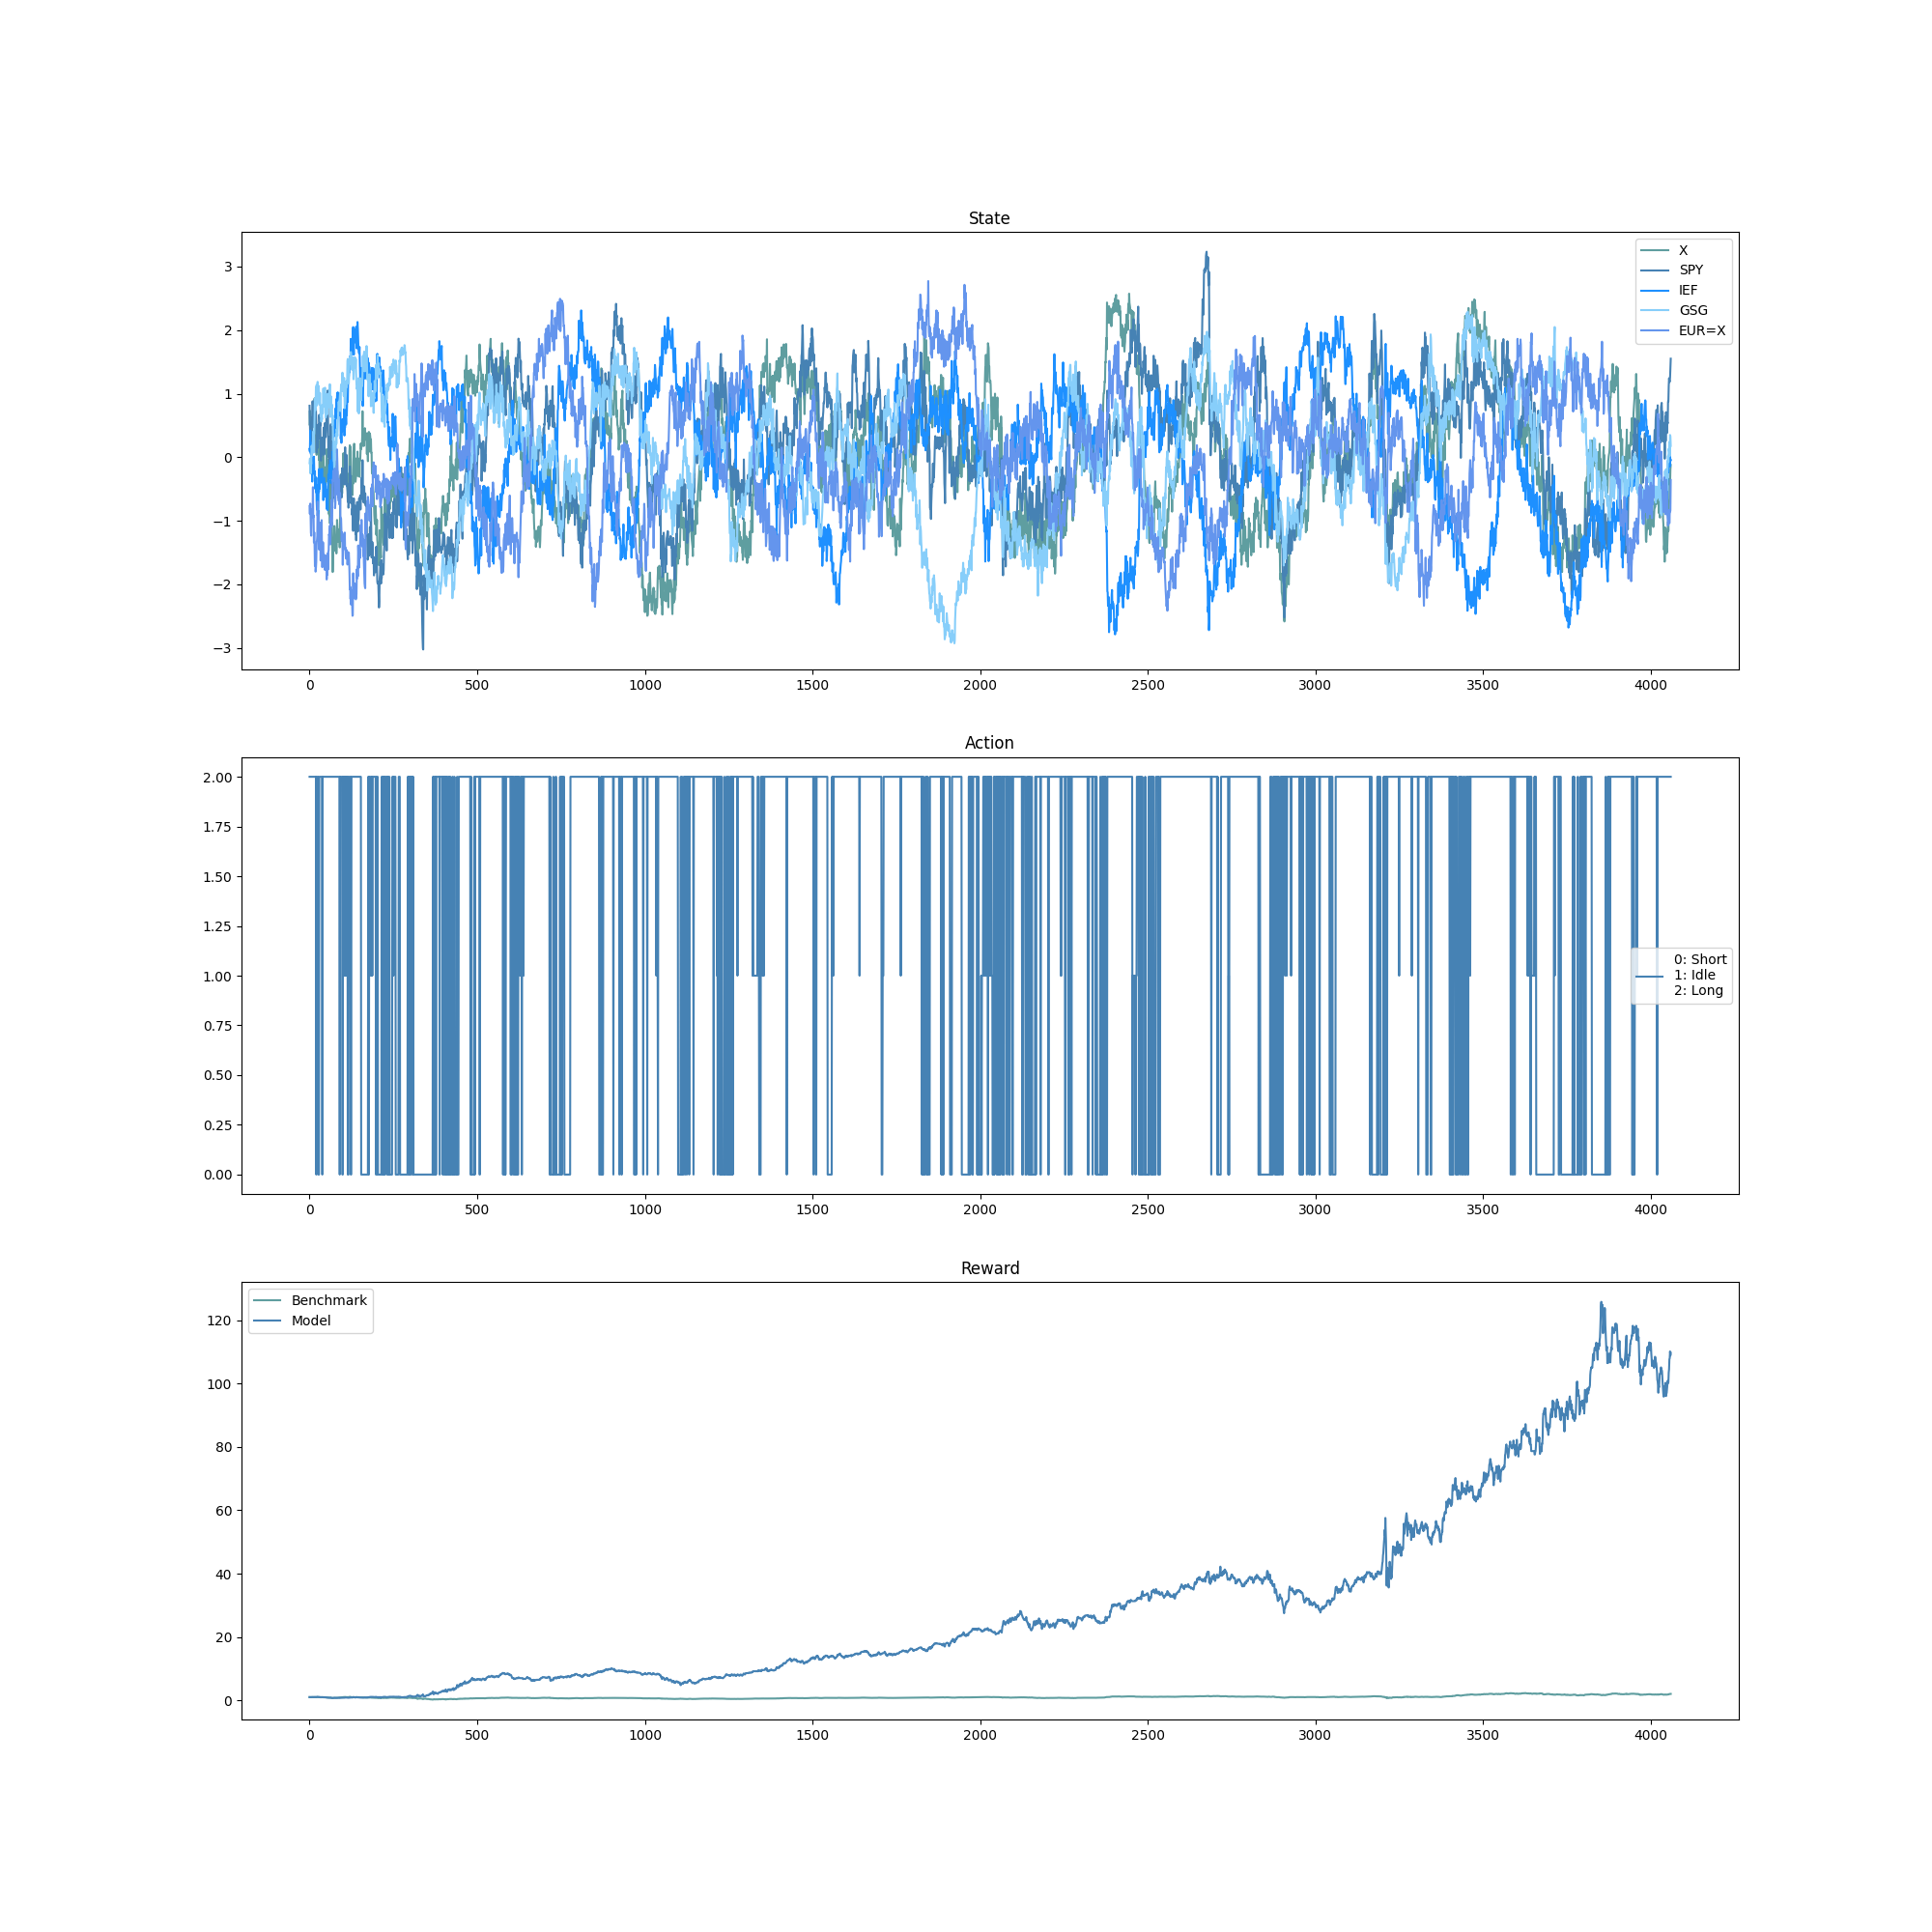 State
3
2
1
0
−1
−2
−3
X
SPY
IEF
GSG
EUR=X
0 500 1000 1500 2000 2500 3000 3500 4000
Action
2.00
1.75
1.50
1.25
1.00
0.75
0.50
0.25
0.00
0: Short
1: Idle
2: Long
0 500 1000 1500 2000 2500 3000 3500 4000
Reward
Benchmark
Model
120
100
80
60
40
20
0
0 500 1000 1500 2000 2500 3000 3500 4000